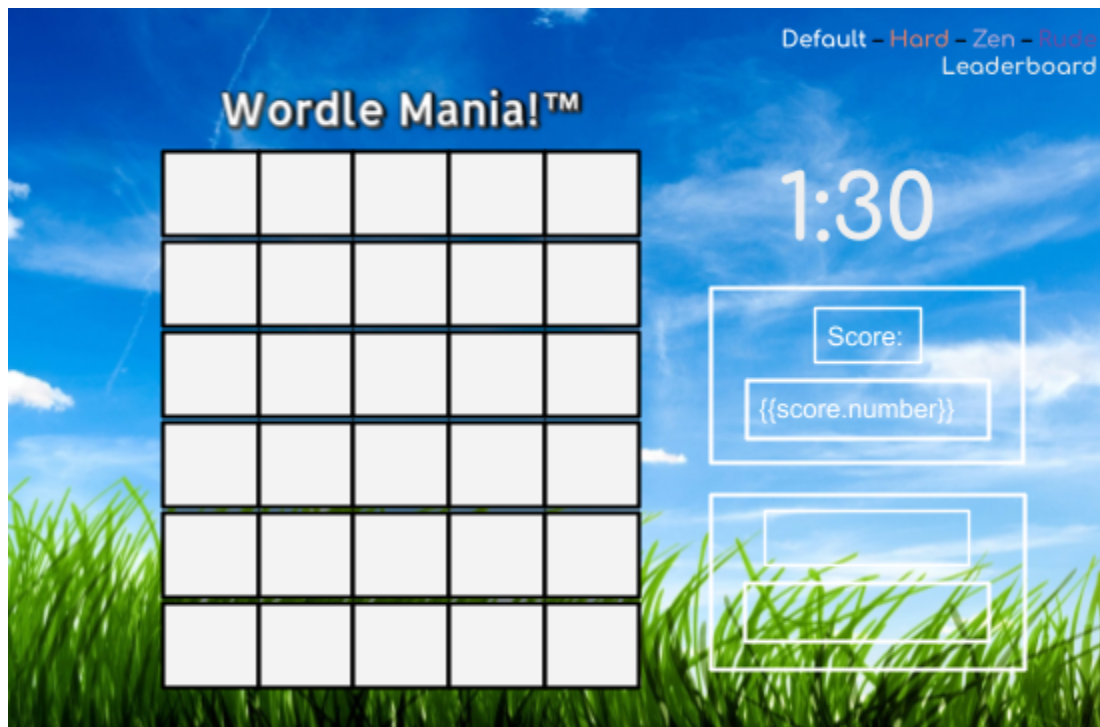 Default - Hard - Zen - Rude
Leaderboard
Wordle Mania!™
1:30
Score:
{{score.number}}